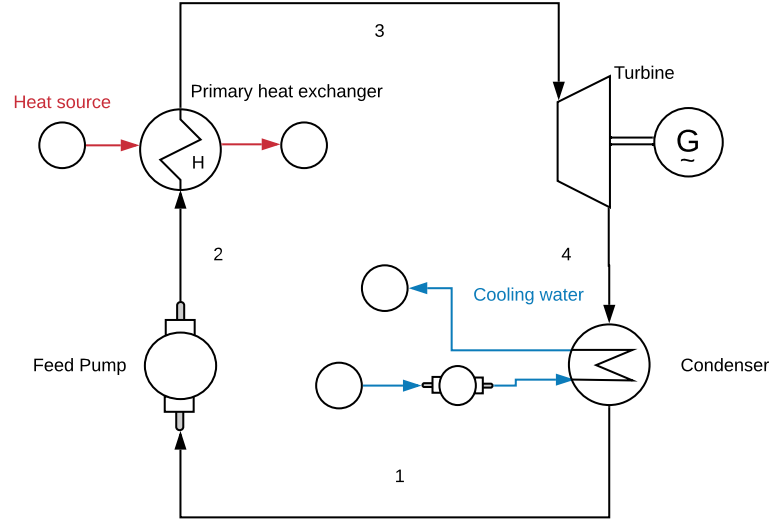 3
Turbine
Primary heat exchanger
Heat source
G
~
H
2
4
Cooling water
Feed Pump
Condenser
1